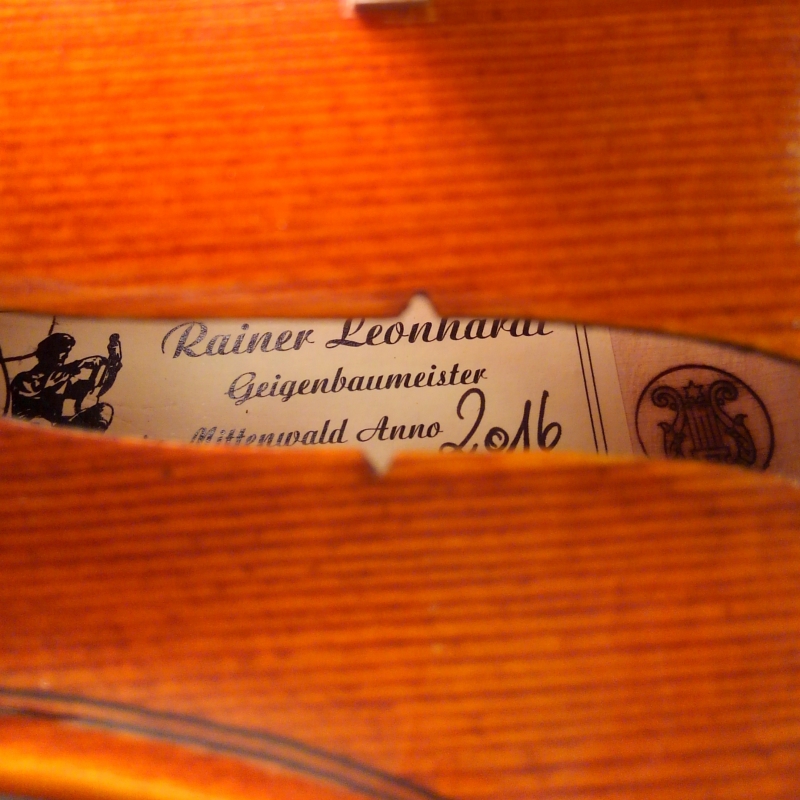 Rainer Leonhardt
Geigenbaumeister
Mittenwald Anno 2016